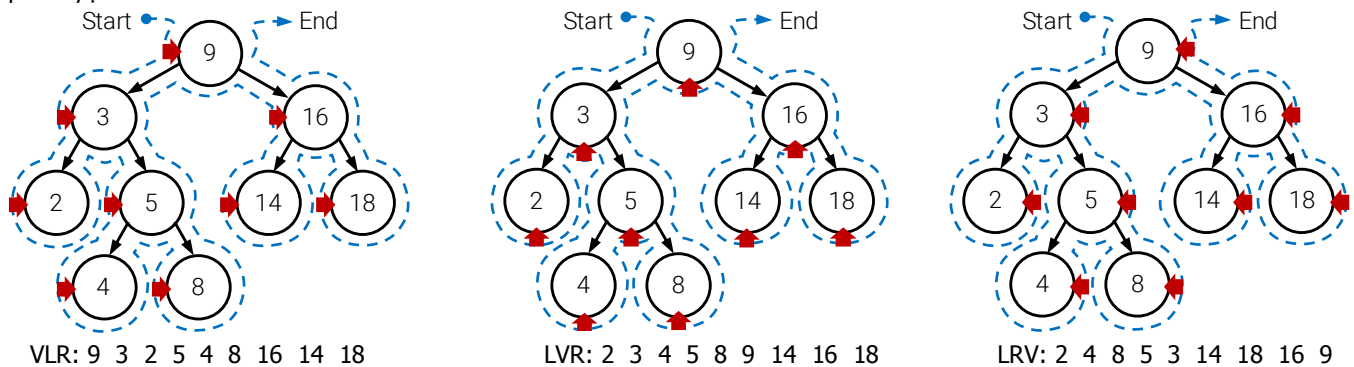 Start End
9
3 16
2 5 14 18
4 8
VLR: 9 3 2 5 4 8 16 14 18
Start End
9
3 16
2 5 14 18
4 8
LVR: 2 3 4 5 8 9 14 16 18
Start End
9
3 16
2 5 14 18
4 8
LRV: 2 4 8 5 3 14 18 16 9